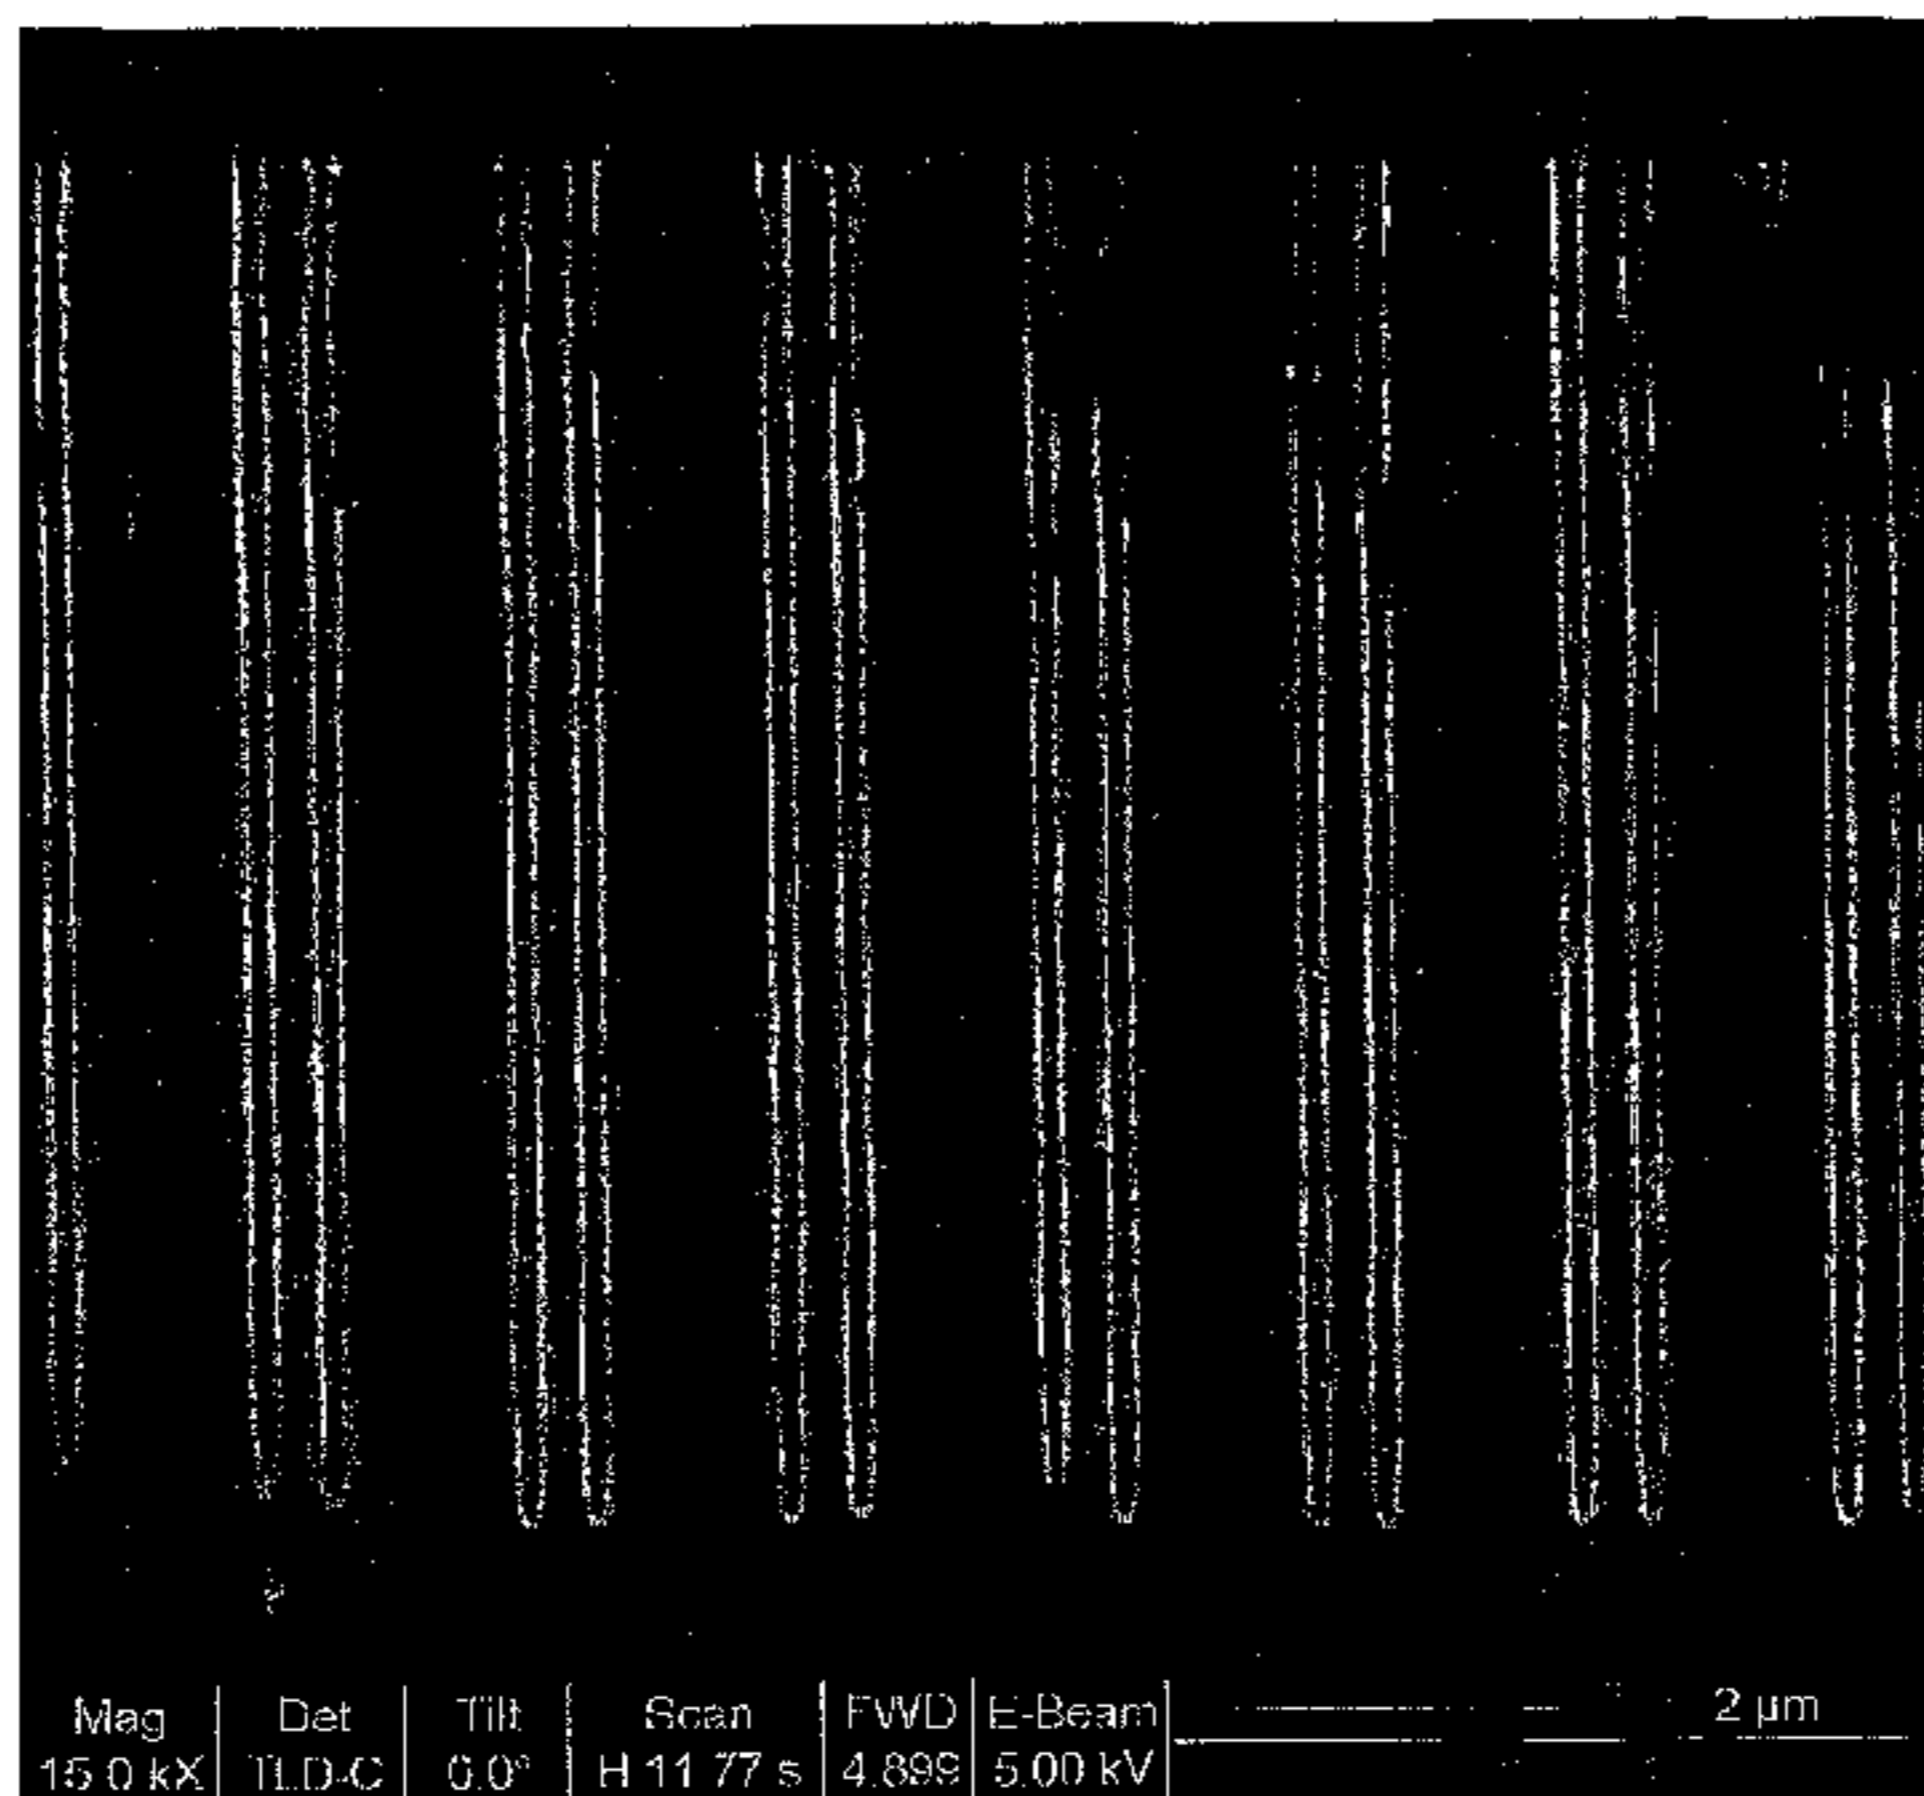 Mag Det Tilt Scan FWD E-Beam 2 µm
15.0 kX TLD-C 0.0° H 11.77 s 4.899 5.00 kV